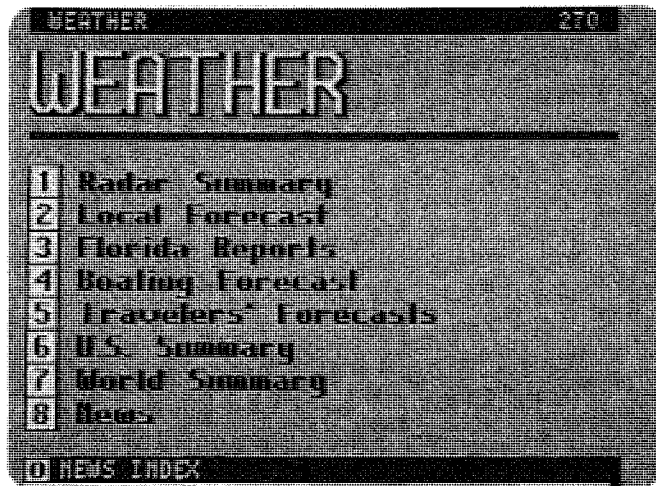 WEATHER 270
WEATHER
1 Radar Summary
2 Local Forecast
3 Florida Reports
4 Boating Forecast
5 Travelers' Forecasts
6 U.S. Summary
7 World Summary
8 News
0 NEWS INDEX